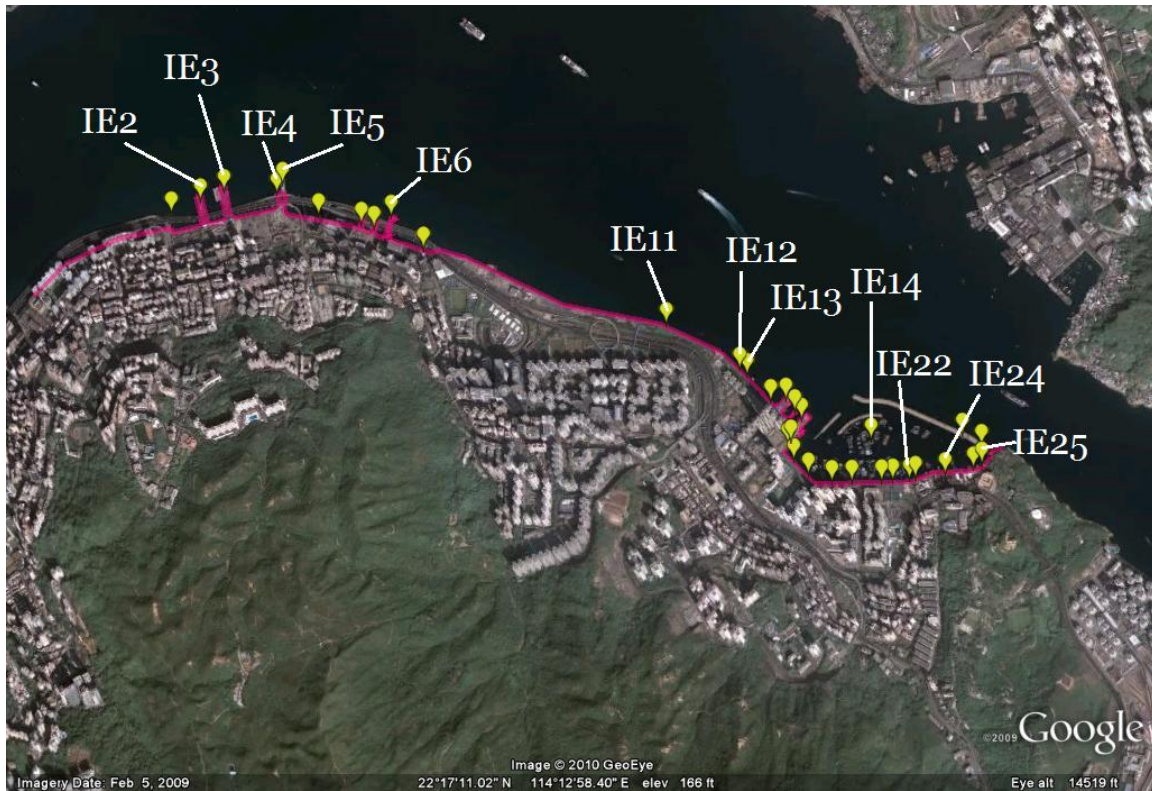 IE3
IE2
IE4
IE5
IE6
IE11
IE12
IE13
IE14
IE22
IE24
IE25
©2009 Google
Image © 2010 GeoEye
Imagery Date: Feb 5, 2009 22°17'11.02" N 114°12'58.40" E elev 166 ft Eye alt 14519 ft